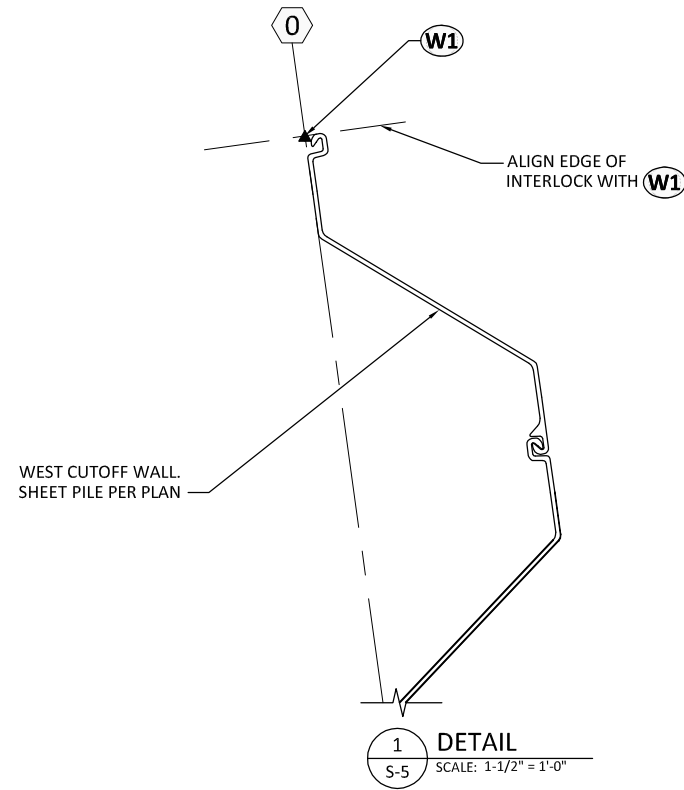 0
W1
ALIGN EDGE OF
INTERLOCK WITH W1
WEST CUTOFF WALL.
SHEET PILE PER PLAN
1
S-5
DETAIL
SCALE: 1-1/2" = 1'-0"